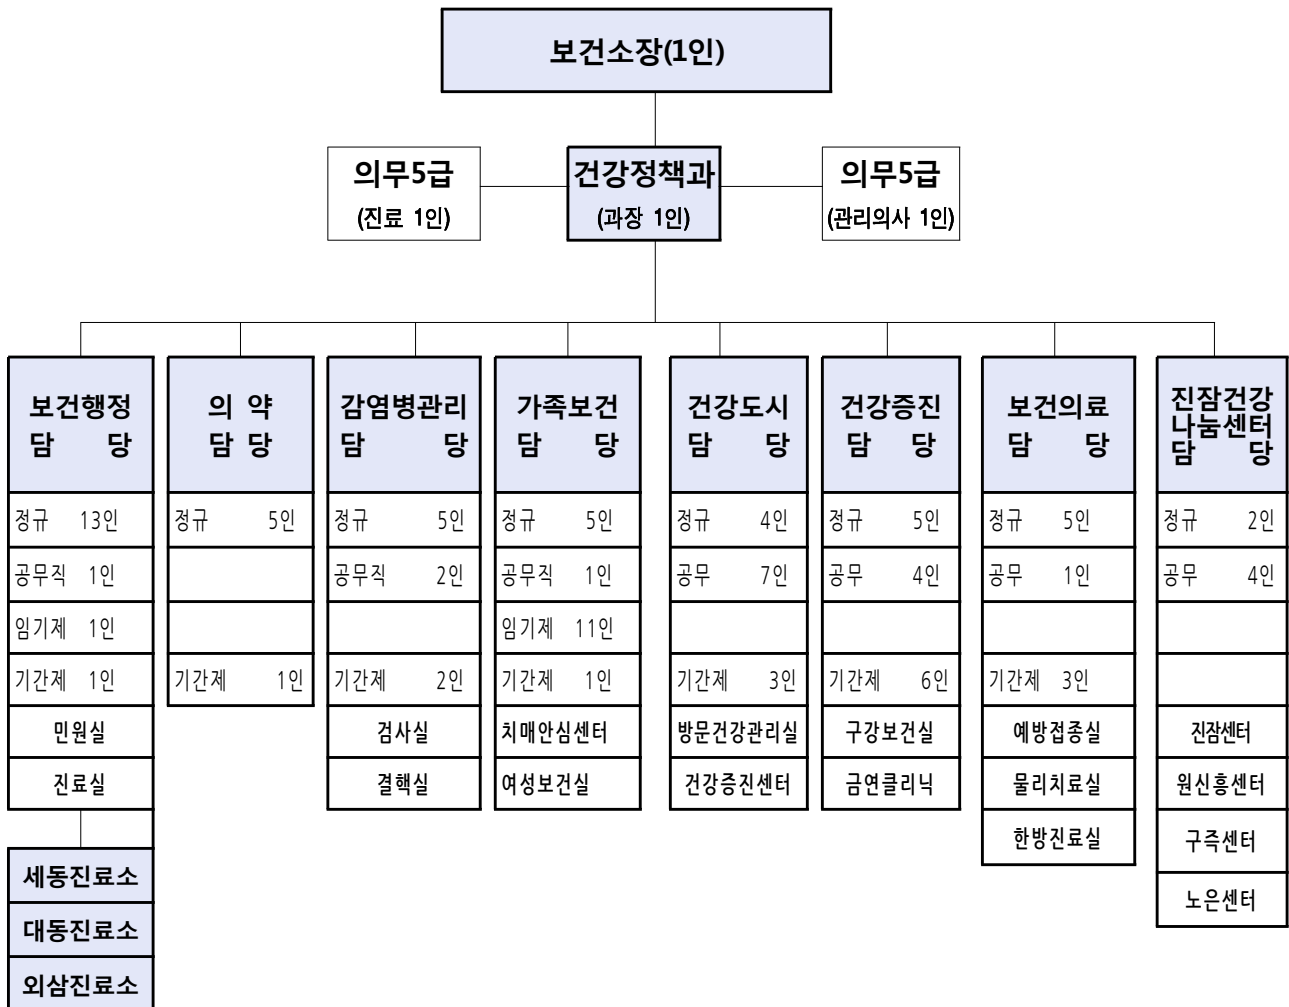 보건소장(1인)
의무5급
(진료 1인)
건강정책과
(과장 1인)
의무5급
(관리의사 1인)
보건행정
담 당
정규 13인
공무직 1인
임기제 1인
기간제 1인
민원실
진료실
세동진료소
대동진료소
외삼진료소
의 약
담 당
정규 5인
기간제 1인
감염병관리
담 당
정규 5인
공무직 2인
기간제 2인
검사실
결핵실
가족보건
담 당
정규 5인
공무직 1인
임기제 11인
기간제 1인
치매안심센터
여성보건실
건강도시
담 당
정규 4인
공무 7인
기간제 3인
방문건강관리실
건강증진센터
건강증진
담 당
정규 5인
공무 4인
기간제 6인
구강보건실
금연클리닉
보건의료
담 당
정규 5인
공무 1인
기간제 3인
예방접종실
물리치료실
한방진료실
진잠건강
나눔센터
담 당
정규 2인
공무 4인
진잠센터
원신흥센터
구즉센터
노은센터